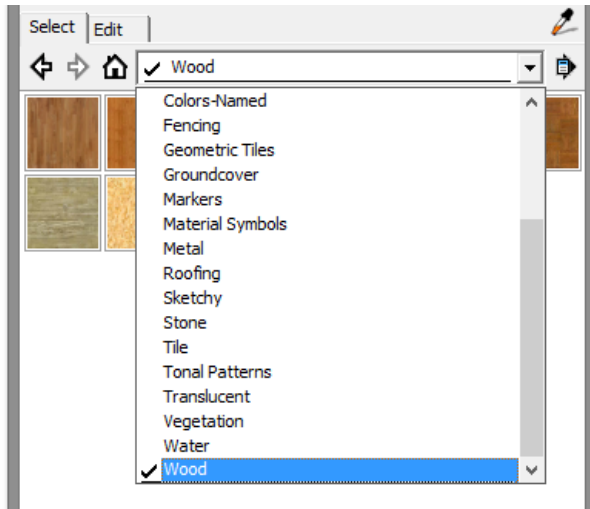 Select
Edit
Wood
Colors-Named
Fencing
Geometric Tiles
Groundcover
Markers
Material Symbols
Metal
Roofing
Sketchy
Stone
Tile
Tonal Patterns
Translucent
Vegetation
Water
Wood